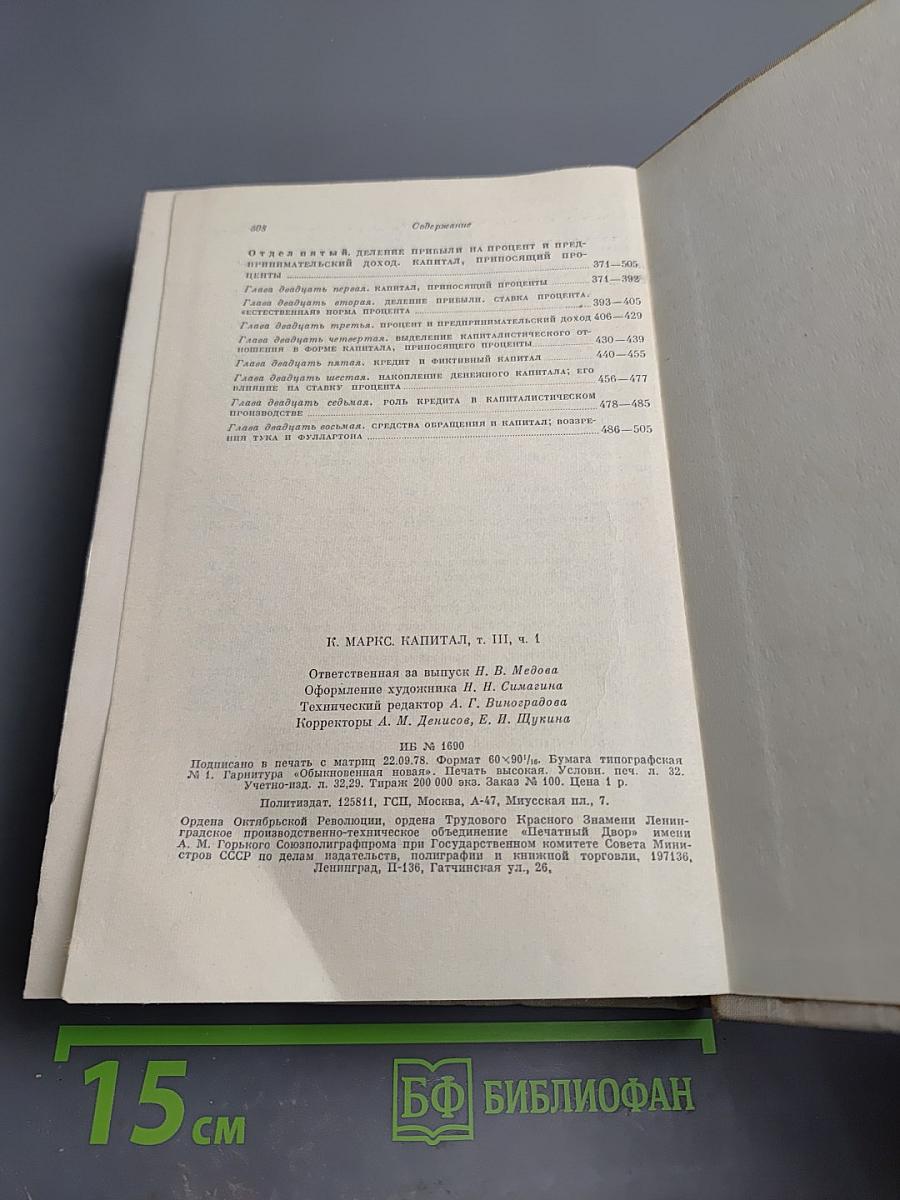 508 Содержание
Отдел пятый. ДЕЛЕНИЕ ПРИБЫЛИ НА ПРОЦЕНТ И ПРЕД-
ПРИНИМАТЕЛЬСКИЙ ДОХОД. КАПИТАЛ, ПРИНОСЯЩИЙ ПРО-
ЦЕНТЫ 371—505
Глава двадцать первая. КАПИТАЛ, ПРИНОСЯЩИЙ ПРОЦЕНТЫ 371—392
Глава двадцать вторая. ДЕЛЕНИЕ ПРИБЫЛИ. СТАВКА ПРОЦЕНТА.
«ЕСТЕСТВЕННАЯ» НОРМА ПРОЦЕНТА 393—405
Глава двадцать третья. ПРОЦЕНТ И ПРЕДПРИНИМАТЕЛЬСКИЙ ДОХОД 406—429
Глава двадцать четвертая. ВЫДЕЛЕНИЕ КАПИТАЛИСТИЧЕСКОГО ОТ-
НОШЕНИЯ В ФОРМЕ КАПИТАЛА, ПРИНОСЯЩЕГО ПРОЦЕНТЫ 430—439
Глава двадцать пятая. КРЕДИТ И ФИКТИВНЫЙ КАПИТАЛ 440—455
Глава двадцать шестая. НАКОПЛЕНИЕ ДЕНЕЖНОГО КАПИТАЛА; ЕГО
ВЛИЯНИЕ НА СТАВКУ ПРОЦЕНТА 456—477
Глава двадцать седьмая. РОЛЬ КРЕДИТА В КАПИТАЛИСТИЧЕСКОМ
ПРОИЗВОДСТВЕ 478—485
Глава двадцать восьмая. СРЕДСТВА ОБРАЩЕНИЯ И КАПИТАЛ; ВОЗЗРЕ-
НИЯ ТУКА И ФУЛЛАРТОНА 486—505
К. МАРКС. КАПИТАЛ, т. III, ч. 1
Ответственная за выпуск Н. В. Медова
Оформление художника Н. Н. Симагина
Технический редактор А. Г. Виноградова
Корректоры А. М. Денисов, Е. И. Щукина
ИБ № 1690
Подписано в печать с матриц 22.09.78. Формат 60×90 1/16. Бумага типографская
№ 1. Гарнитура «Обыкновенная новая». Печать высокая. Условн. печ. л. 32.
Учетно-изд. л. 32,29. Тираж 200 000 экз. Заказ № 100. Цена 1 р.
Политиздат. 125811, ГСП, Москва, А-47, Миусская пл., 7.
Ордена Октябрьской Революции, ордена Трудового Красного Знамени Ленин-
градское производственно-техническое объединение «Печатный Двор» имени
А. М. Горького Союзполиграфпрома при Государственном комитете Совета Мини-
стров СССР по делам издательств, полиграфии и книжной торговли, 197136,
Ленинград, П-136, Гатчинская ул., 26,
15 см БФ БИБЛИОФАН